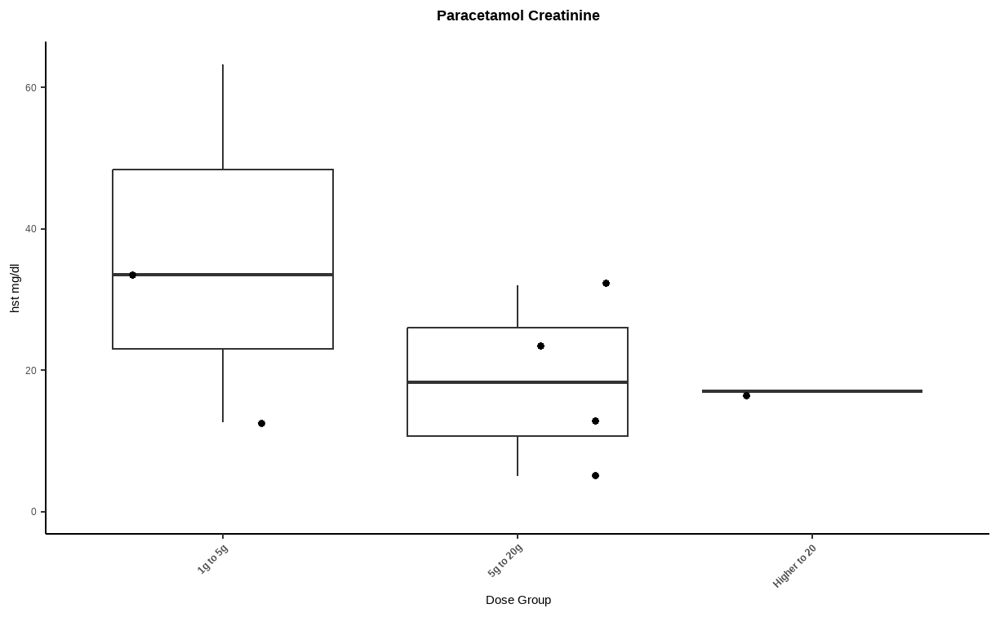 Paracetamol Creatinine
hst mg/dl
60
40
20
0
1g to 5g
5g to 20g
Higher to 20
Dose Group